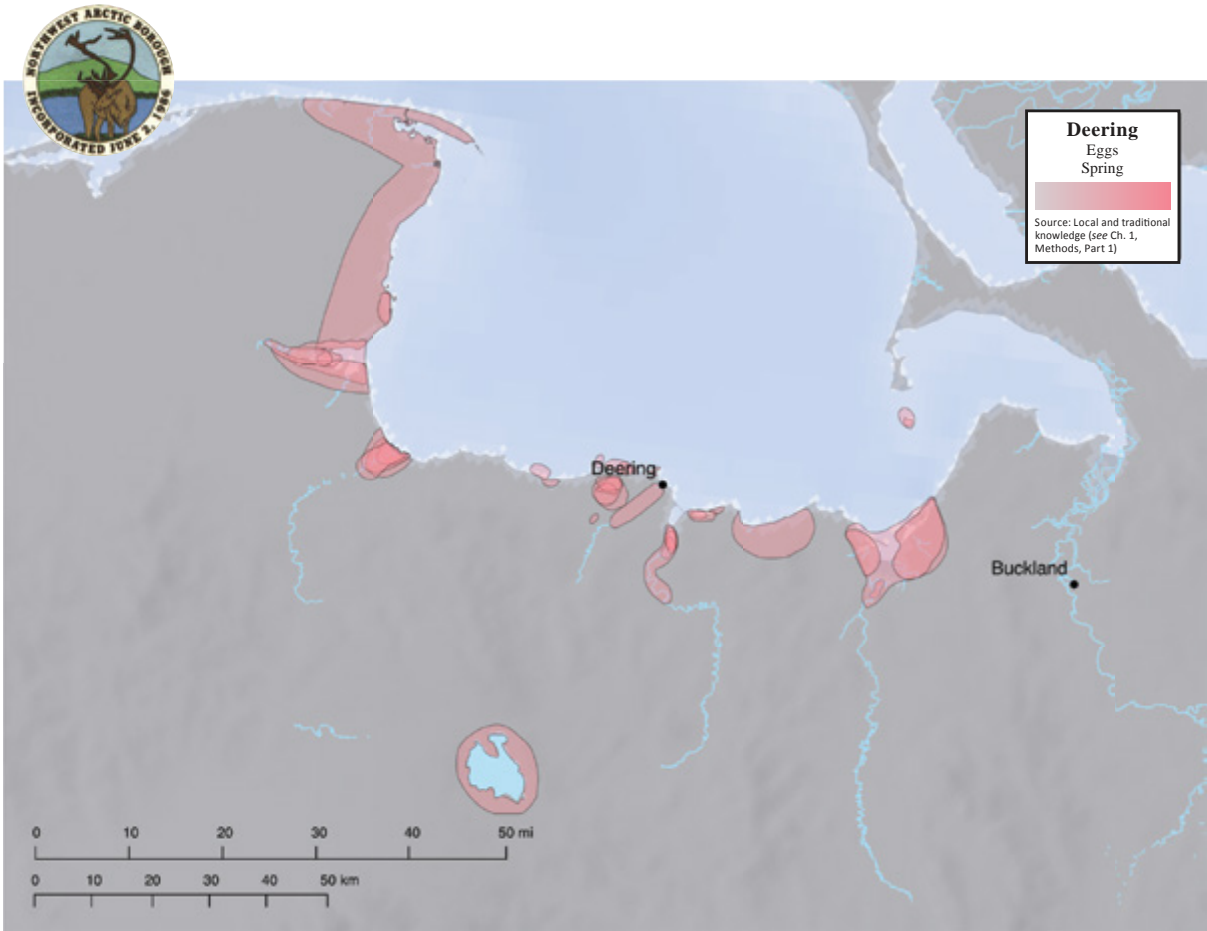 NORTHWEST ARCTIC BOROUGH
INCORPORATED JUNE 2, 1986
Deering
Eggs
Spring
Source: Local and traditional
knowledge (see Ch. 1,
Methods, Part 1)
Deering
Buckland
0 10 20 30 40 50 mi
0 10 20 30 40 50 km